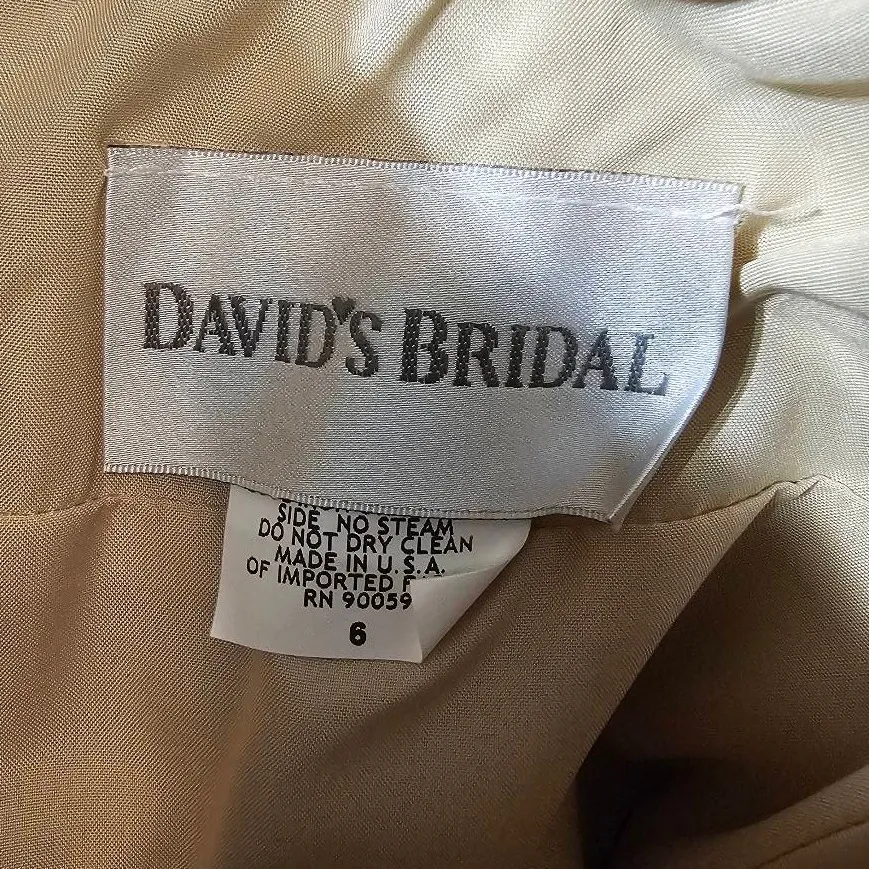 DAVID'S BRIDAL
SIDE NO STEAM
DO NOT DRY CLEAN
MADE IN U.S.A.
OF IMPORTED
RN 90059
6